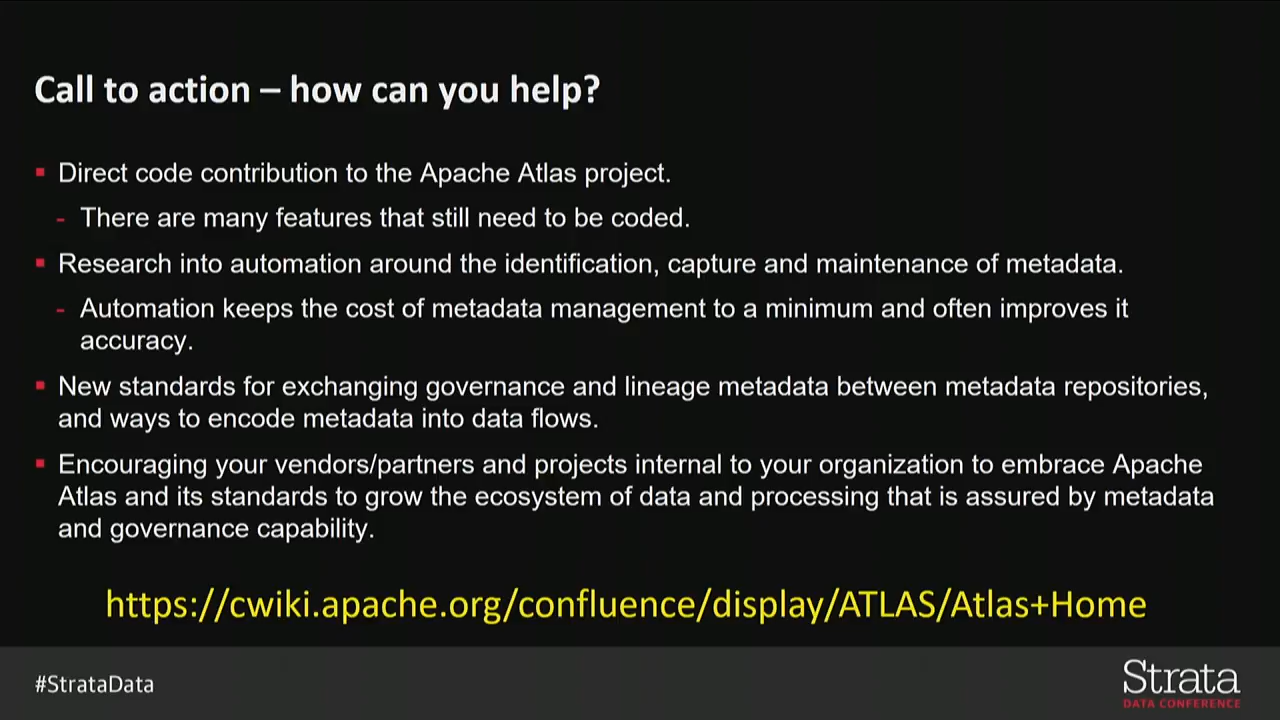 Call to action – how can you help?
▪ Direct code contribution to the Apache Atlas project.
- There are many features that still need to be coded.
▪ Research into automation around the identification, capture and maintenance of metadata.
- Automation keeps the cost of metadata management to a minimum and often improves it
accuracy.
▪ New standards for exchanging governance and lineage metadata between metadata repositories,
and ways to encode metadata into data flows.
▪ Encouraging your vendors/partners and projects internal to your organization to embrace Apache
Atlas and its standards to grow the ecosystem of data and processing that is assured by metadata
and governance capability.
https://cwiki.apache.org/confluence/display/ATLAS/Atlas+Home
#StrataData
Strata
DATA CONFERENCE